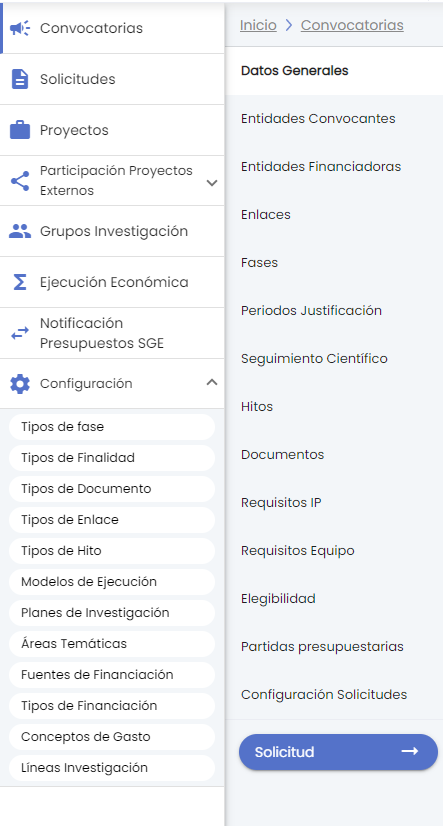 Convocatorias
Solicitudes
Proyectos
Participación Proyectos
Externos
Grupos Investigación
Ejecución Económica
Notificación
Presupuestos SGE
Configuración
Tipos de fase
Tipos de Finalidad
Tipos de Documento
Tipos de Enlace
Tipos de Hito
Modelos de Ejecución
Planes de Investigación
Áreas Temáticas
Fuentes de Financiación
Tipos de Financiación
Conceptos de Gasto
Líneas Investigación
Inicio > Convocatorias
Datos Generales
Entidades Convocantes
Entidades Financiadoras
Enlaces
Fases
Periodos Justificación
Seguimiento Científico
Hitos
Documentos
Requisitos IP
Requisitos Equipo
Elegibilidad
Partidas presupuestarias
Configuración Solicitudes
Solicitud →